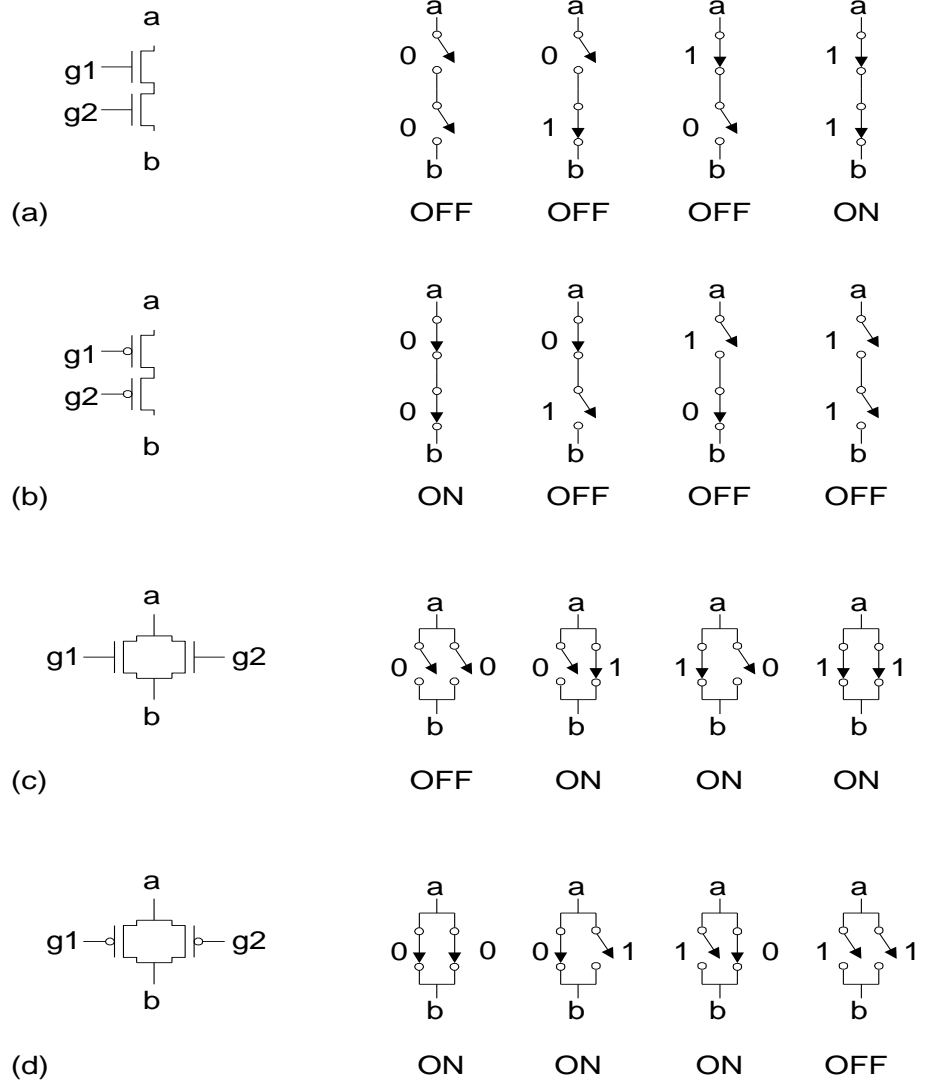 a a a a a
g1 0 0 1 1
g2 0 1 0 1
b b b b b
(a) OFF OFF OFF ON
a a a a a
g1 0 0 1 1
g2 0 1 0 1
b b b b b
(b) ON OFF OFF OFF
a a a a a
g1 g2 0 0 0 1 1 0 1 1
b b b b b
(c) OFF ON ON ON
a a a a a
g1 g2 0 0 0 1 1 0 1 1
b b b b b
(d) ON ON ON OFF